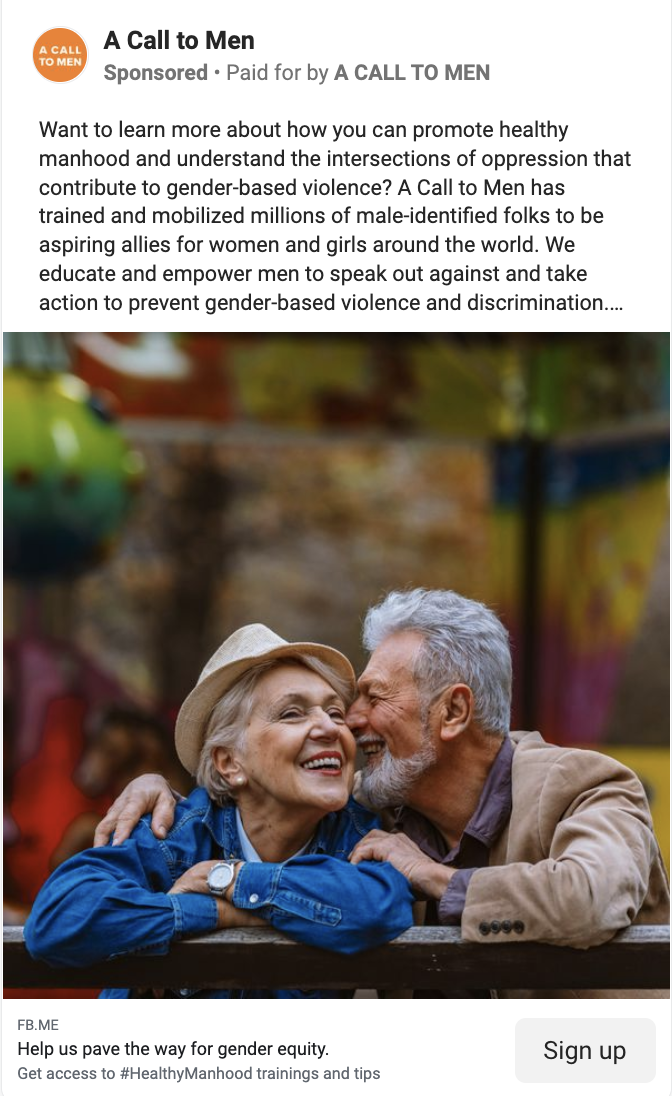 A CALL
TO MEN
A Call to Men
Sponsored • Paid for by A CALL TO MEN
Want to learn more about how you can promote healthy
manhood and understand the intersections of oppression that
contribute to gender-based violence? A Call to Men has
trained and mobilized millions of male-identified folks to be
aspiring allies for women and girls around the world. We
educate and empower men to speak out against and take
action to prevent gender-based violence and discrimination....
FB.ME
Help us pave the way for gender equity.
Get access to #HealthyManhood trainings and tips
Sign up